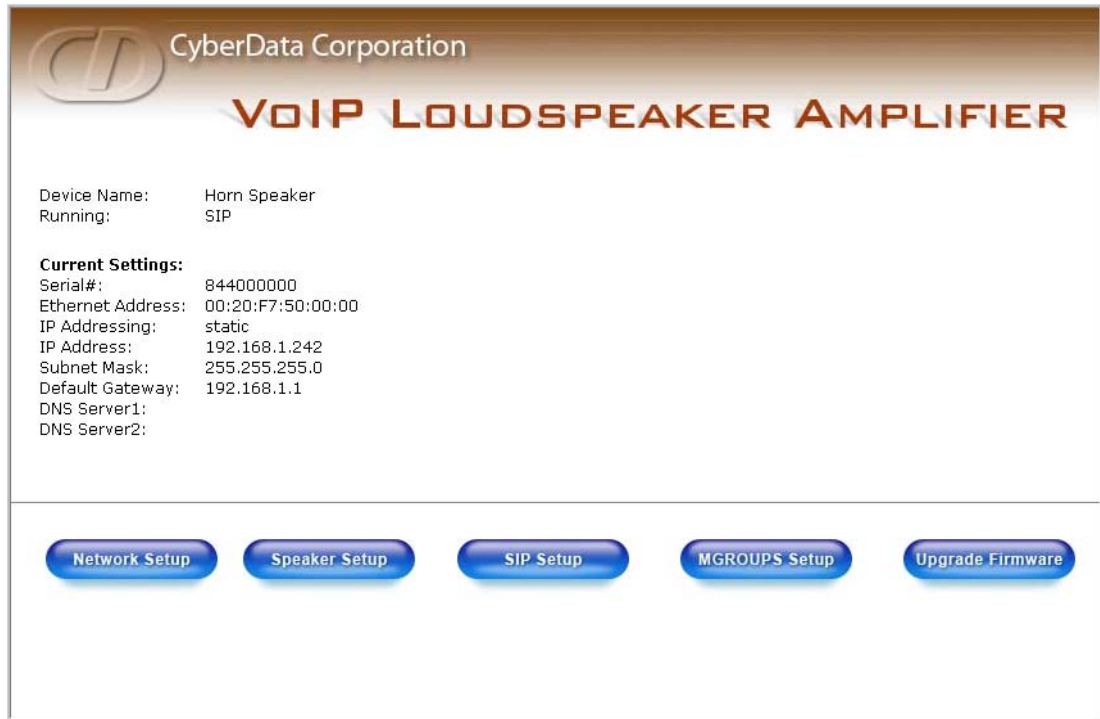 CD CyberData Corporation
VoIP Loudspeaker Amplifier
Device Name: Horn Speaker
Running: SIP
Current Settings:
Serial#: 844000000
Ethernet Address: 00:20:F7:50:00:00
IP Addressing: static
IP Address: 192.168.1.242
Subnet Mask: 255.255.255.0
Default Gateway: 192.168.1.1
DNS Server1:
DNS Server2:
Network Setup Speaker Setup SIP Setup MGROUPS Setup Upgrade Firmware